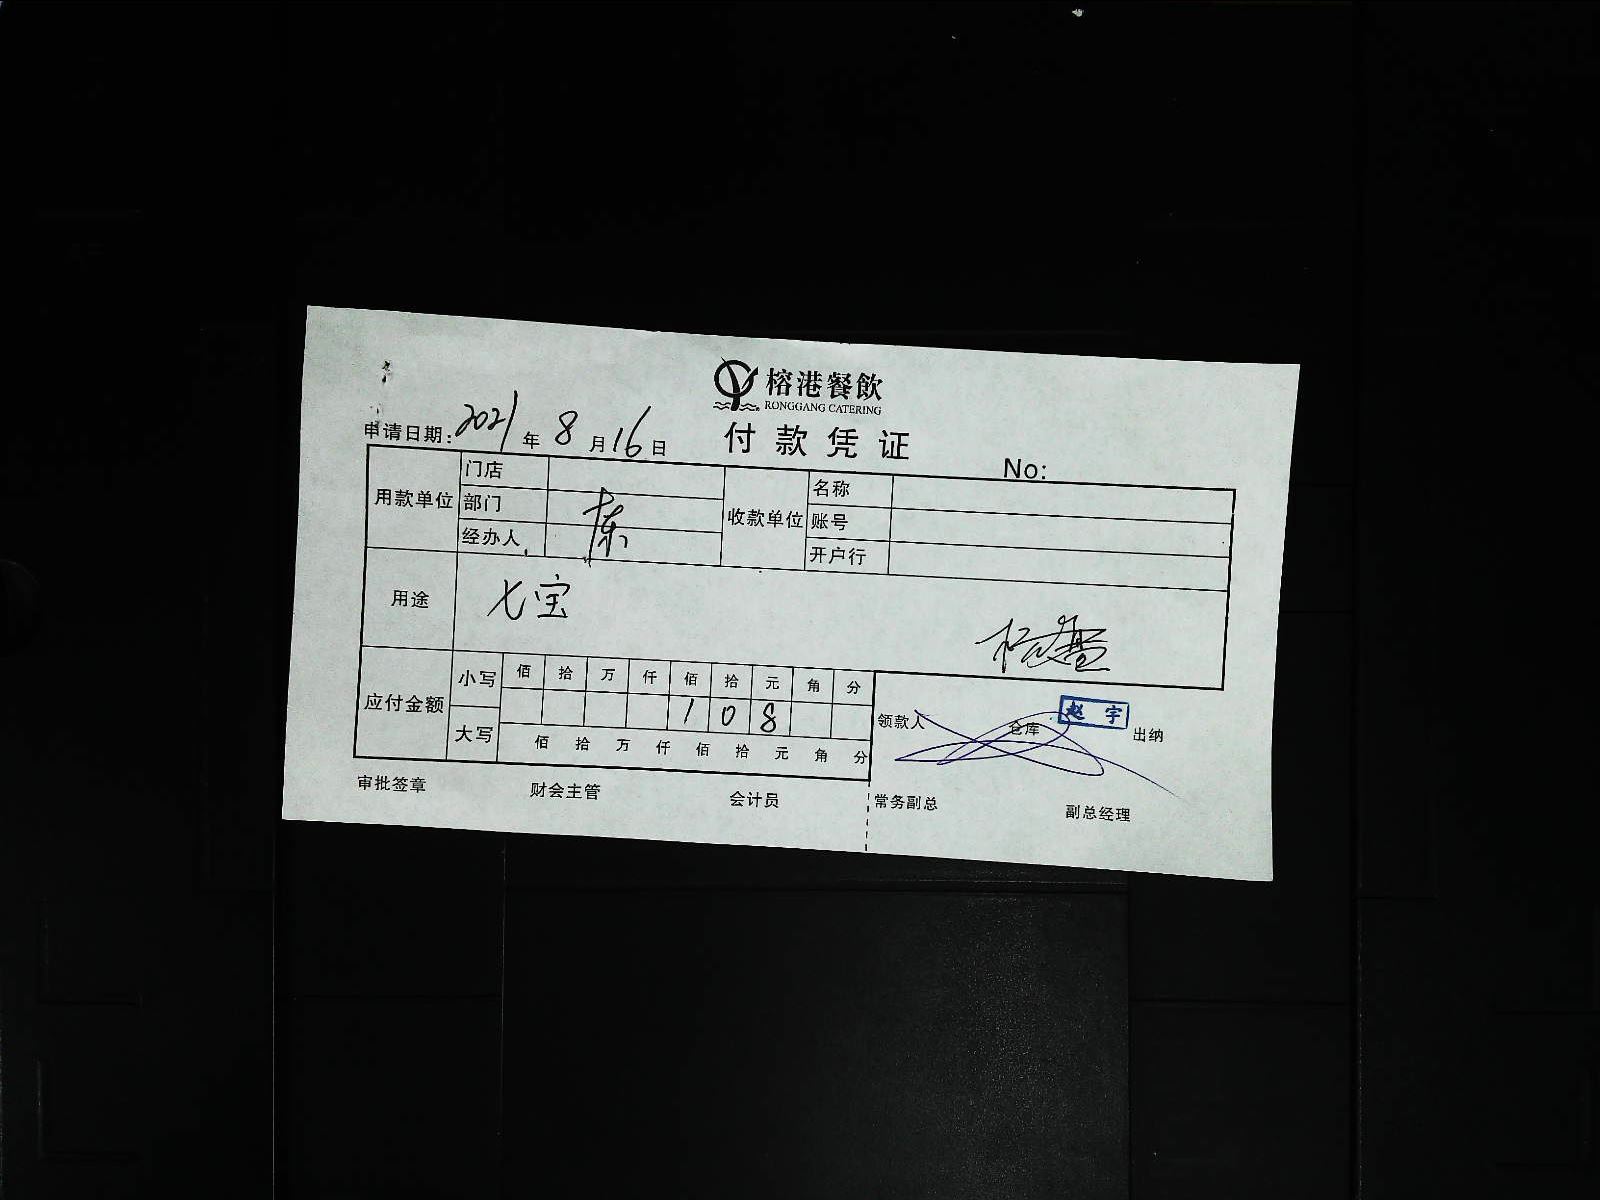 榕港餐飲
RONGGANG CATERING
申请日期: 2021 年 8 月 16 日
付款凭证
No:
用款单位 门店 收款单位 名称
部门 账号
经办人 开户行
用途 七宝
应付金额 小写 佰 拾 万 仟 佰 拾 元 角 分
1 0 8
大写 佰 拾 万 仟 佰 拾 元 角 分
领款人 仓库 赵宇 出纳
审批签章 财会主管 会计员 常务副总 副总经理